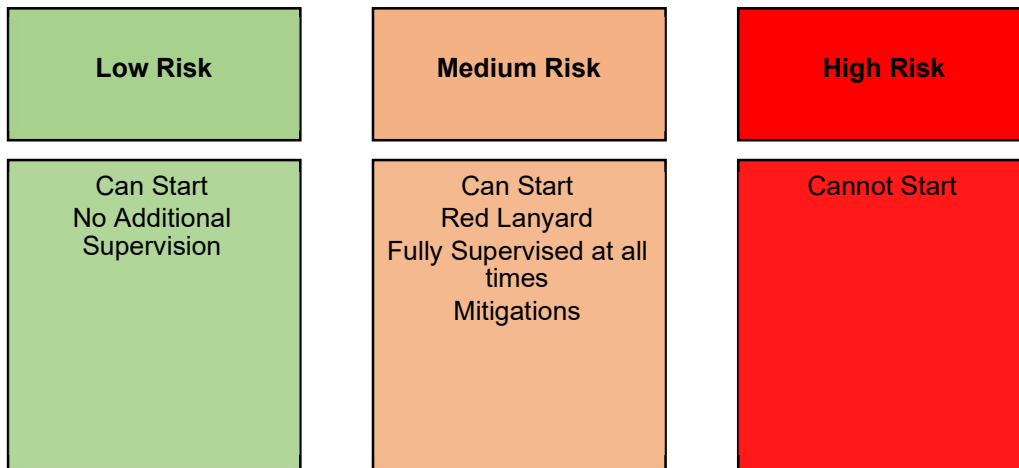 Low Risk
Medium Risk
High Risk
Can Start
No Additional
Supervision
Can Start
Red Lanyard
Fully Supervised at all
times
Mitigations
Cannot Start